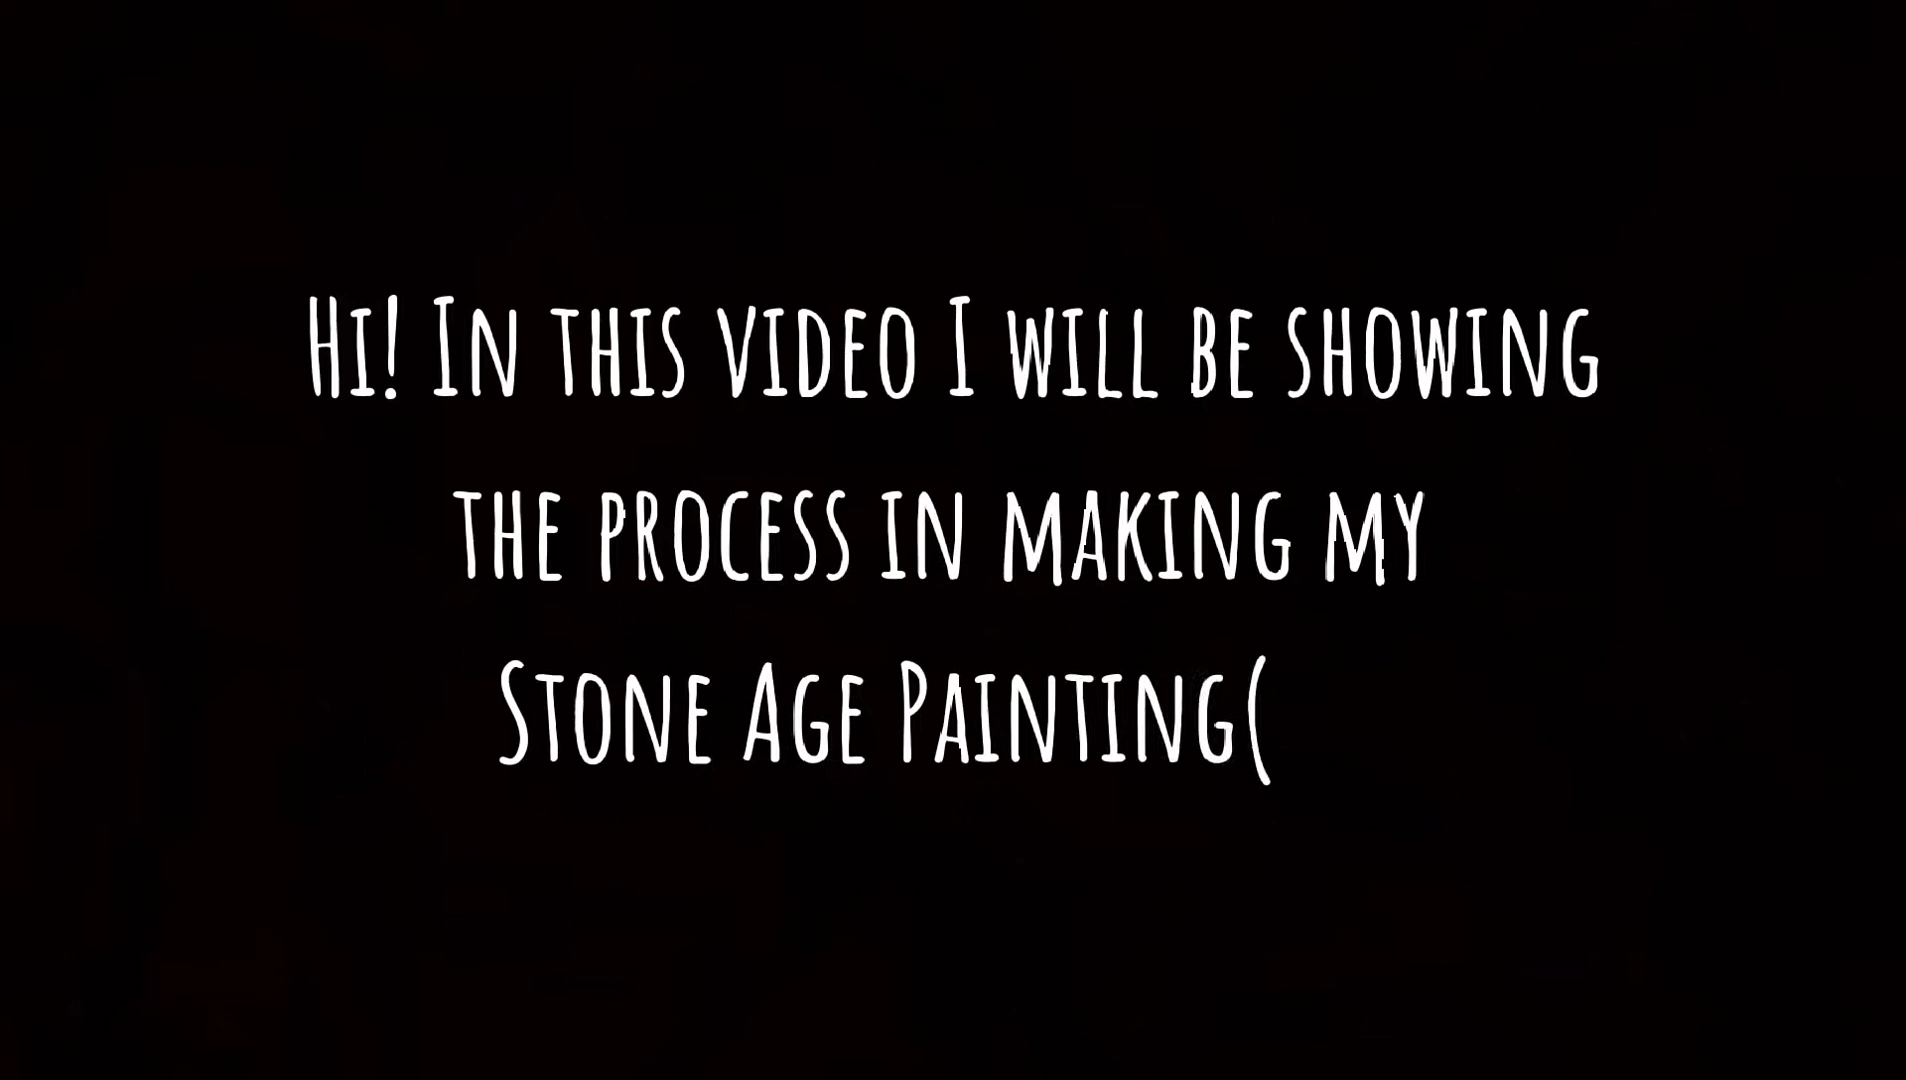 Hi! In this video I will be showing
the process in making my
Stone Age Painting(